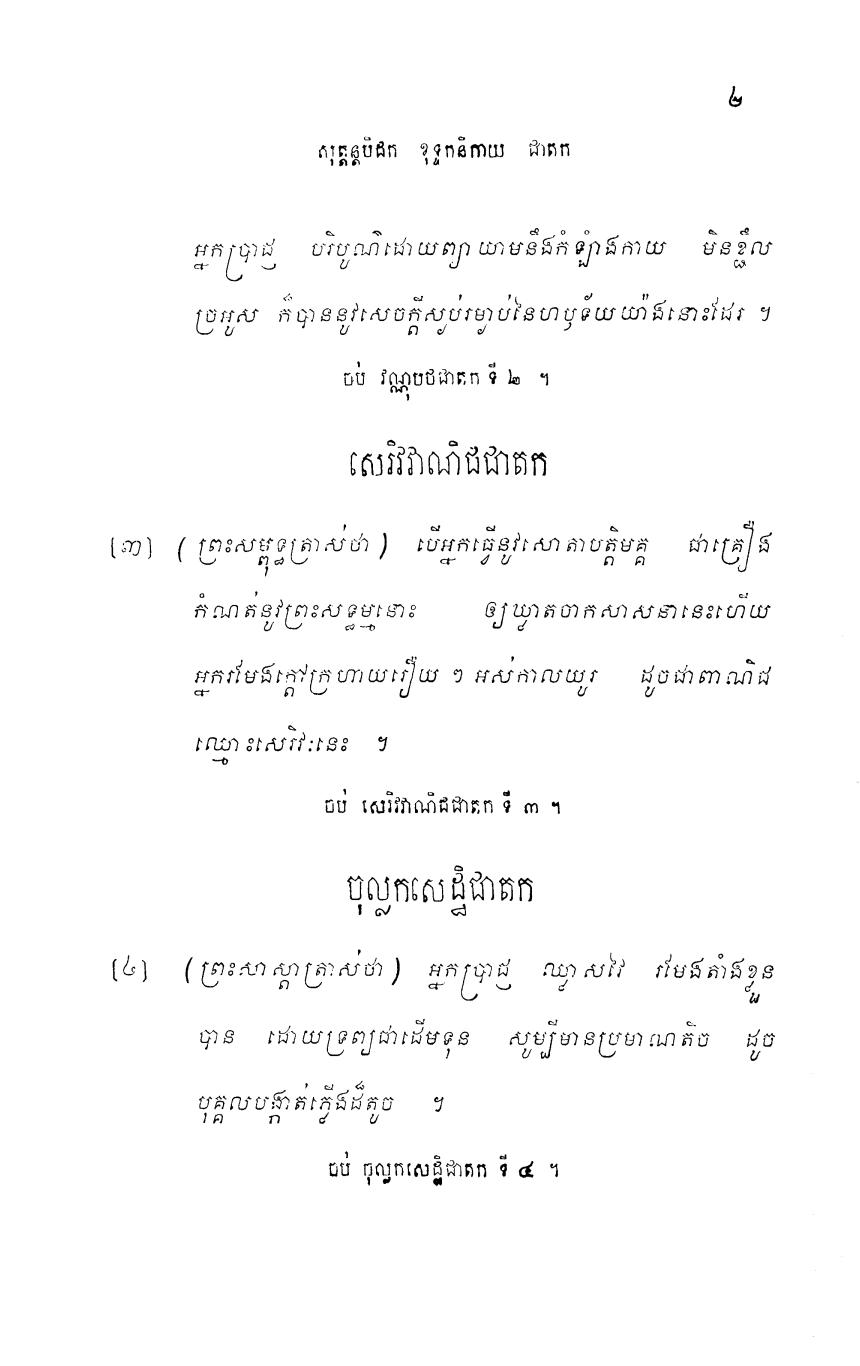 ២
សុត្តន្តបិដក ខុទ្ទកនិកាយ ជាតក
អ្នកប្រាជ្ញ បរិបូណ៌ដោយព្យាយាមនឹងកំឡាំងកាយ មិនខ្ជិល
ច្រអូស ក៏បាននូវសេចក្តីស្ងប់រម្ងាប់នៃហឫទ័យយ៉ាងនោះដែរ ។
ចប់ វណ្ណុបថជាតក ទី ២ ។
សេរិវវាណិជជាតក
[៣] (ព្រះសម្ពុទ្ធត្រាស់ថា) បើអ្នកធ្វើនូវសោតាបត្តិមគ្គ ជាគ្រឿង
កំណត់នូវព្រះសទ្ធម្មនោះ ឲ្យឃ្លាតចាកសាសនានេះហើយ
អ្នករមែងក្តៅក្រហាយរឿយ ៗ អស់កាលយូរ ដូចជាពាណិជ
ឈ្មោះសេរិវៈនេះ ។
ចប់ សេរិវវាណិជជាតក ទី ៣ ។
ចុល្លកសេដ្ឋិជាតក
[៤] (ព្រះសាស្តាត្រាស់ថា) អ្នកប្រាជ្ញ ឈ្លាសវៃ រមែងតាំងខ្លួន
បាន ដោយទ្រព្យជាដើមទុន សូម្បីមានប្រមាណតិច ដូច
បុគ្គលបង្កាត់ភ្លើងដ៏តូច ។
ចប់ ចុល្លកសេដ្ឋិជាតក ទី ៤ ។